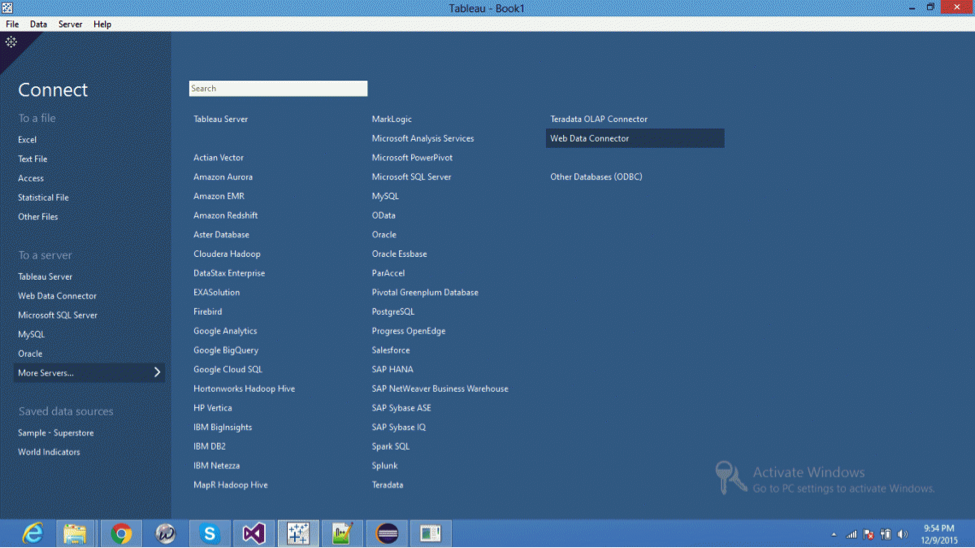 Tableau - Book1
File Data Server Help
Connect
To a file
Excel
Text File
Access
Statistical File
Other Files
To a server
Tableau Server
Web Data Connector
Microsoft SQL Server
MySQL
Oracle
More Servers...
Saved data sources
Sample - Superstore
World Indicators
Search
Tableau Server
Actian Vector
Amazon Aurora
Amazon EMR
Amazon Redshift
Aster Database
Cloudera Hadoop
DataStax Enterprise
EXASolution
Firebird
Google Analytics
Google BigQuery
Google Cloud SQL
Hortonworks Hadoop Hive
HP Vertica
IBM BigInsights
IBM DB2
IBM Netezza
MapR Hadoop Hive
MarkLogic
Microsoft Analysis Services
Microsoft PowerPivot
Microsoft SQL Server
MySQL
OData
Oracle
Oracle Essbase
ParAccel
Pivotal Greenplum Database
PostgreSQL
Progress OpenEdge
Salesforce
SAP HANA
SAP NetWeaver Business Warehouse
SAP Sybase ASE
SAP Sybase IQ
Spark SQL
Splunk
Teradata
Teradata OLAP Connector
Web Data Connector
Other Databases (ODBC)
Activate Windows
Go to PC settings to activate Windows.
9:54 PM
12/9/2015